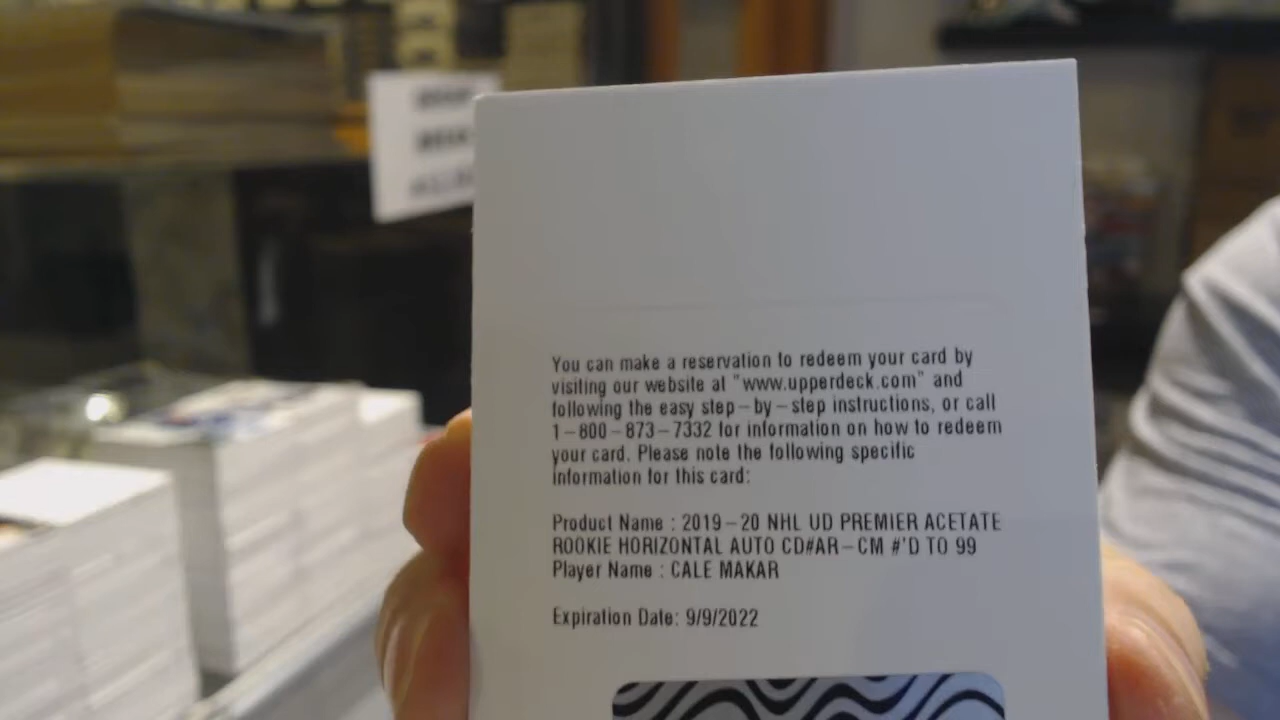 You can make a reservation to redeem your card by
visiting our website at "www.upperdeck.com" and
following the easy step-by-step instructions, or call
1-800-873-7332 for information on how to redeem
your card. Please note the following specific
information for this card:
Product Name : 2019-20 NHL UD PREMIER ACETATE
ROOKIE HORIZONTAL AUTO CD#AR-CM #'D TO 99
Player Name : CALE MAKAR
Expiration Date: 9/9/2022